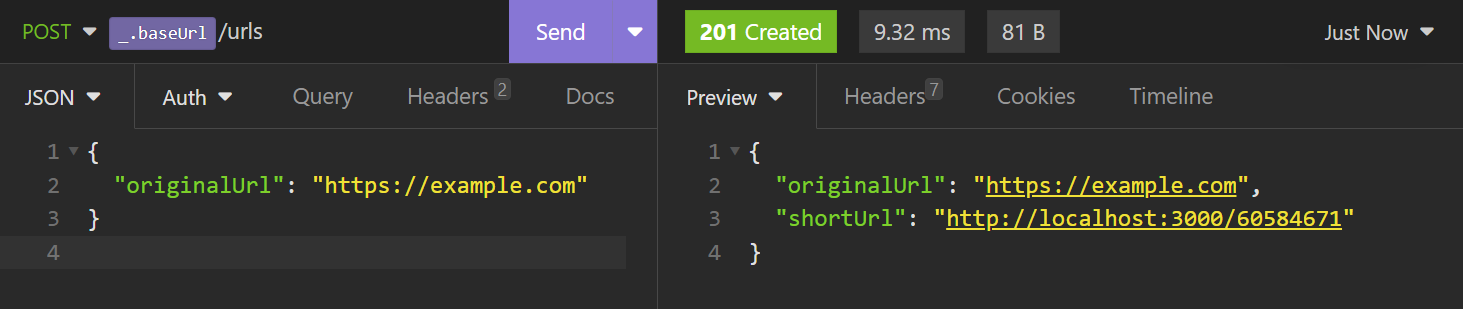 POST _.baseUrl /urls Send 201 Created 9.32 ms 81 B Just Now
JSON Auth Query Headers 2 Docs Preview Headers 7 Cookies Timeline
1 {
2 "originalUrl": "https://example.com"
3 }
4
1 {
2 "originalUrl": "https://example.com",
3 "shortUrl": "http://localhost:3000/60584671"
4 }